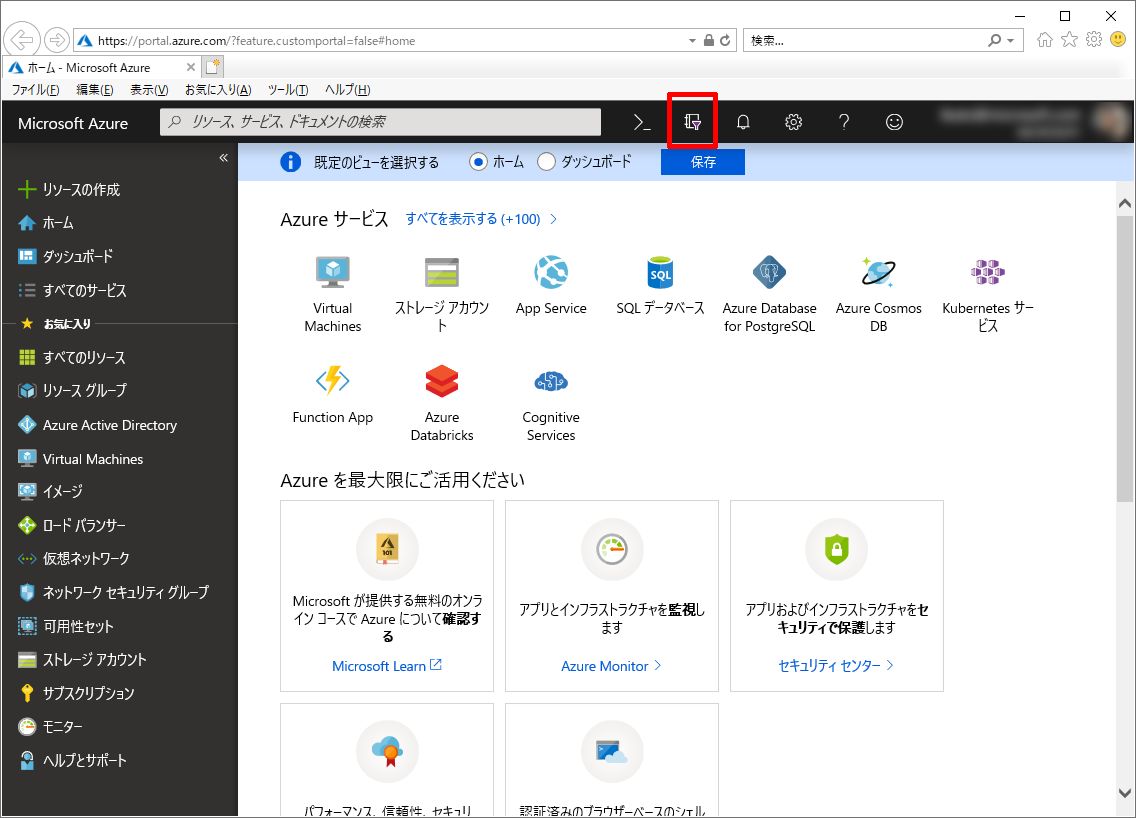 https://portal.azure.com/?feature.customportal=false#home
検索...
ホーム - Microsoft Azure
ファイル(F) 編集(E) 表示(V) お気に入り(A) ツール(T) ヘルプ(H)
Microsoft Azure
リソース、サービス、ドキュメントの検索
«
既定のビューを選択する
ホーム
ダッシュボード
保存
リソースの作成
ホーム
ダッシュボード
すべてのサービス
お気に入り
すべてのリソース
リソース グループ
Azure Active Directory
Virtual Machines
イメージ
ロード バランサー
仮想ネットワーク
ネットワーク セキュリティ グループ
可用性セット
ストレージ アカウント
サブスクリプション
モニター
ヘルプとサポート
Azure サービス
すべてを表示する (+100)
Virtual
Machines
ストレージ アカウン
ト
App Service
SQL
SQL データベース
Azure Database
for PostgreSQL
Azure Cosmos
DB
Kubernetes サー
ビス
Function App
Azure
Databricks
Cognitive
Services
Azure を最大限にご活用ください
101
Microsoft が提供する無料のオンラ
イン コースで Azure について確認す
る
Microsoft Learn
アプリとインフラストラクチャを監視し
ます
Azure Monitor
アプリおよびインフラストラクチャをセ
キュリティで保護します
セキュリティ センター
パフォーマンス、信頼性、セキュリ
認証済みのブラウザーベースのシェル